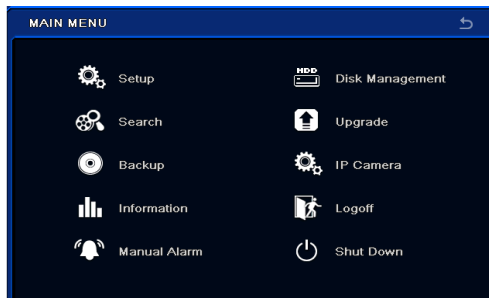 MAIN MENU
Setup
HDD
Disk Management
Search
Upgrade
Backup
IP Camera
Information
Logoff
Manual Alarm
Shut Down